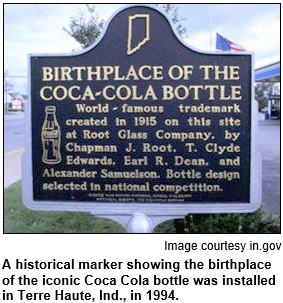 BIRTHPLACE OF THE
COCA-COLA BOTTLE
World-famous trademark
created in 1915 on this site
at Root Glass Company, by
Chapman J. Root, T. Clyde
Edwards, Earl R. Dean, and
Alexander Samuelson. Bottle design
selected in national competition.
Image courtesy in.gov
A historical marker showing the birthplace
of the iconic Coca Cola bottle was installed
in Terre Haute, Ind., in 1994.